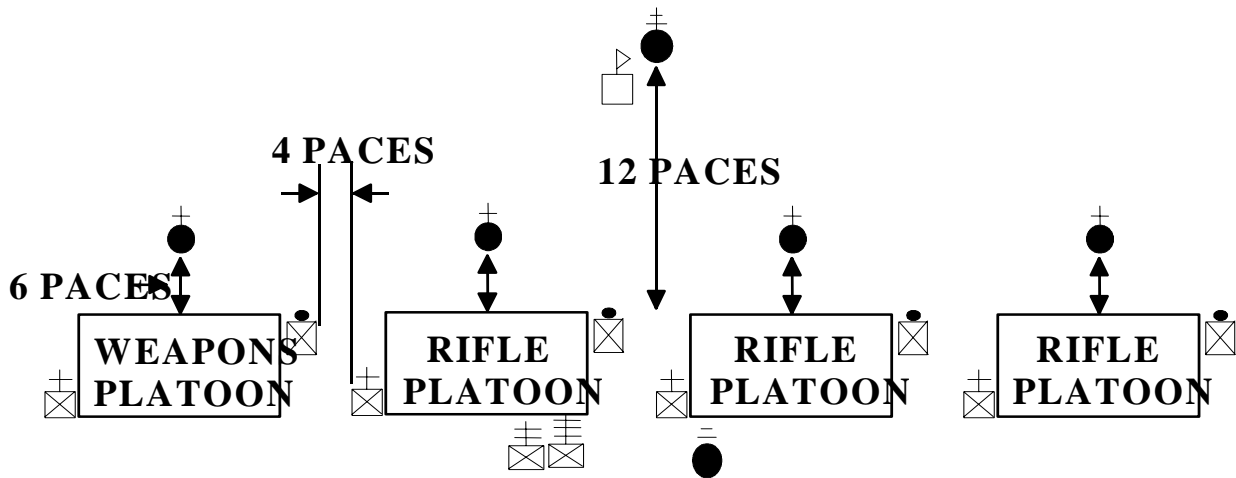 4 PACES
12 PACES
6 PACES
WEAPONS
PLATOON
RIFLE
PLATOON
RIFLE
PLATOON
RIFLE
PLATOON